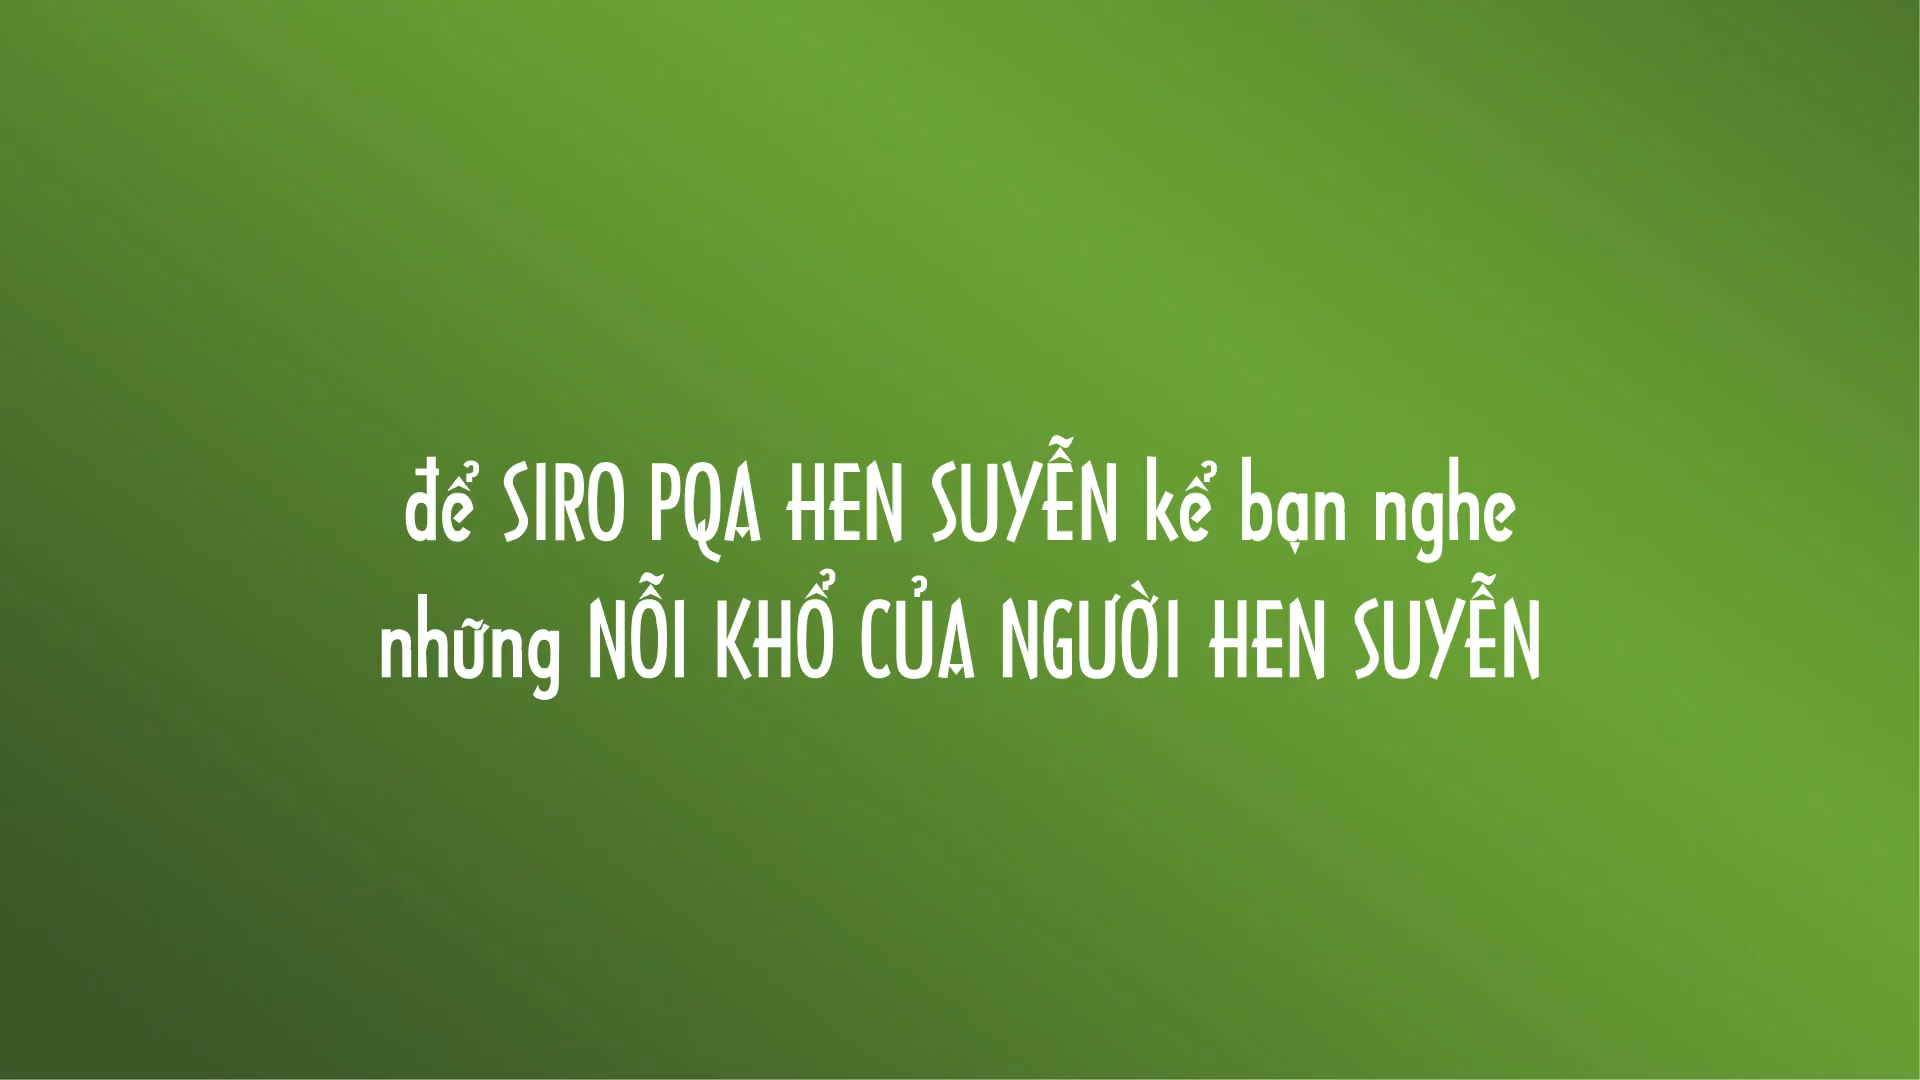 để SIRO PQA HEN SUYỄN kể bạn nghe
những NỖI KHỔ CỦA NGƯỜI HEN SUYỄN